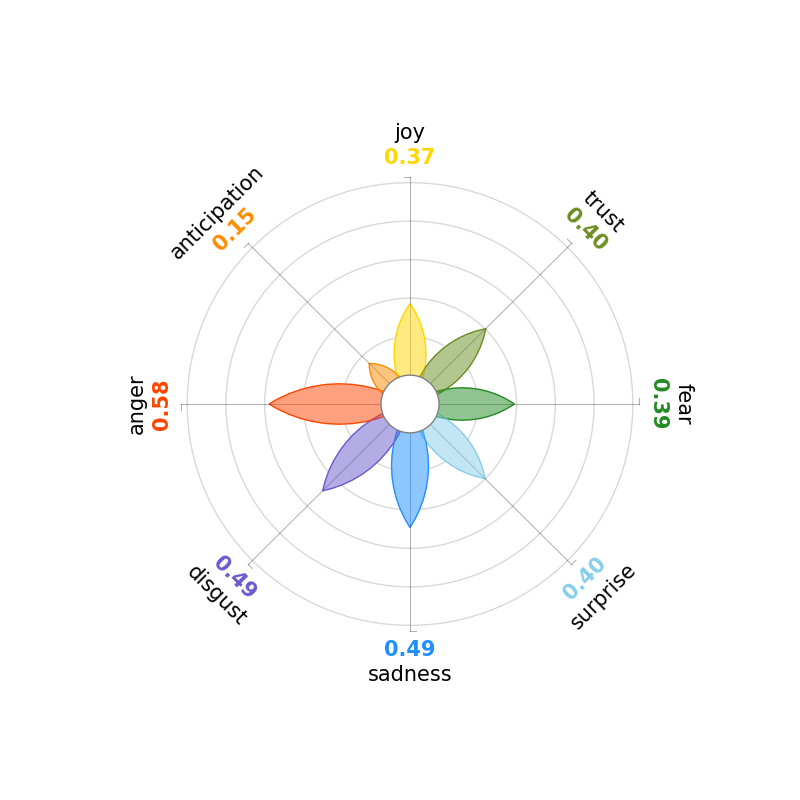 joy
0.37
trust
0.40
fear
0.39
surprise
0.40
sadness
0.49
disgust
0.49
anger
0.58
anticipation
0.15